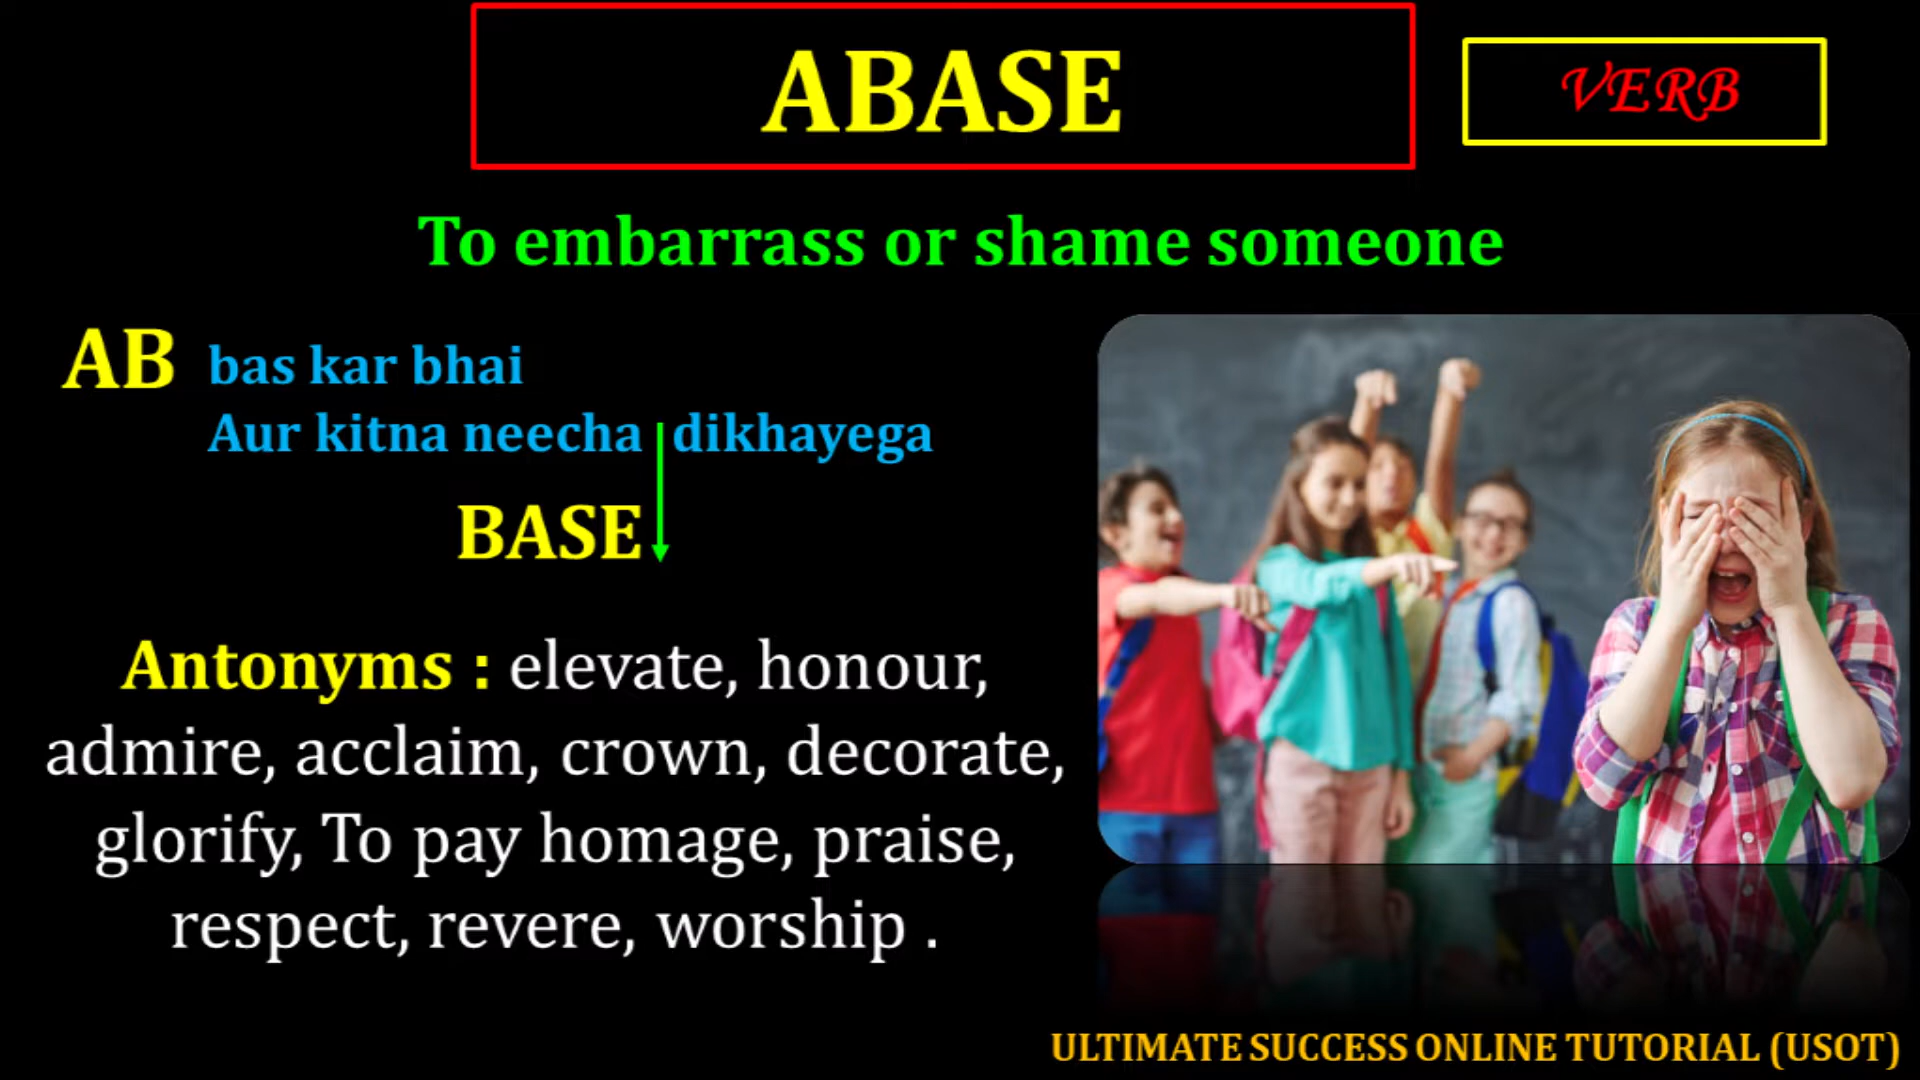 ABASE
VERB
To embarrass or shame someone
AB bas kar bhai
Aur kitna neecha dikhayega
BASE
Antonyms : elevate, honour,
admire, acclaim, crown, decorate,
glorify, To pay homage, praise,
respect, revere, worship .
ULTIMATE SUCCESS ONLINE TUTORIAL (USOT)